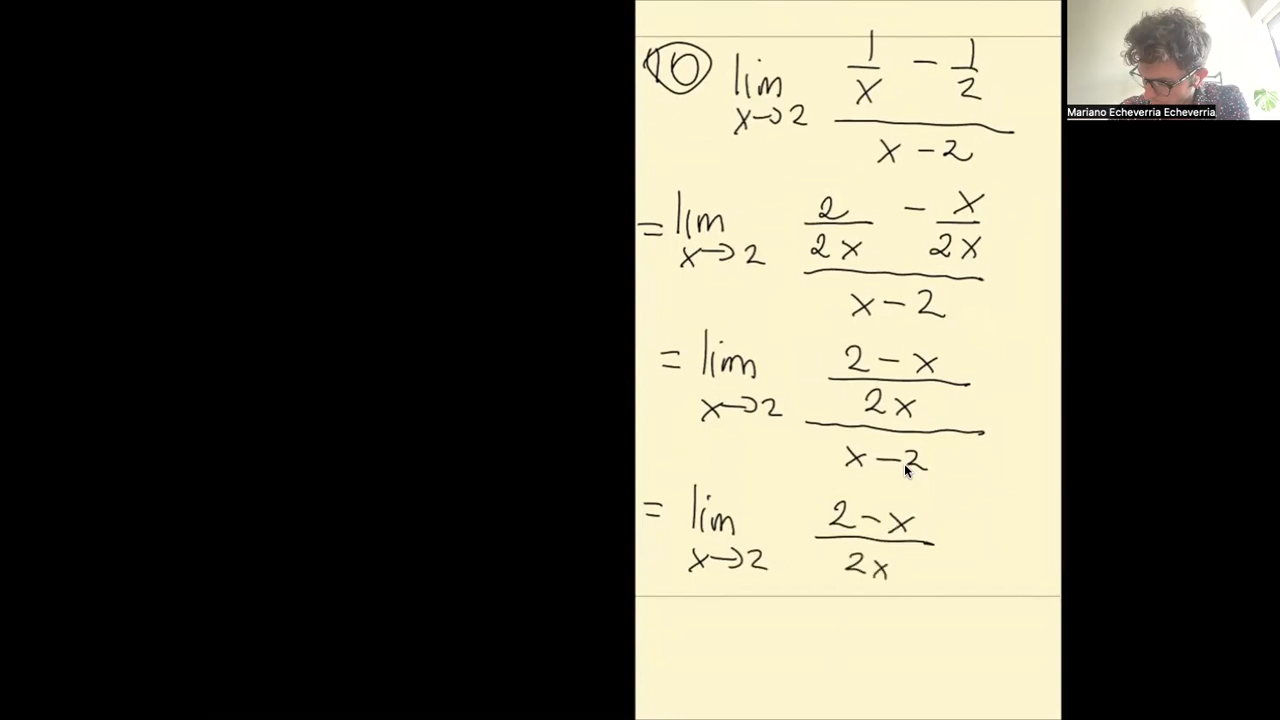 10 lim x→2 (1/x - 1/2)/(x-2)
= lim x→2 (2/2x - x/2x)/(x-2)
= lim x→2 ((2-x)/2x)/(x-2)
= lim x→2 (2-x)/2x
Mariano Echeverria Echeverria